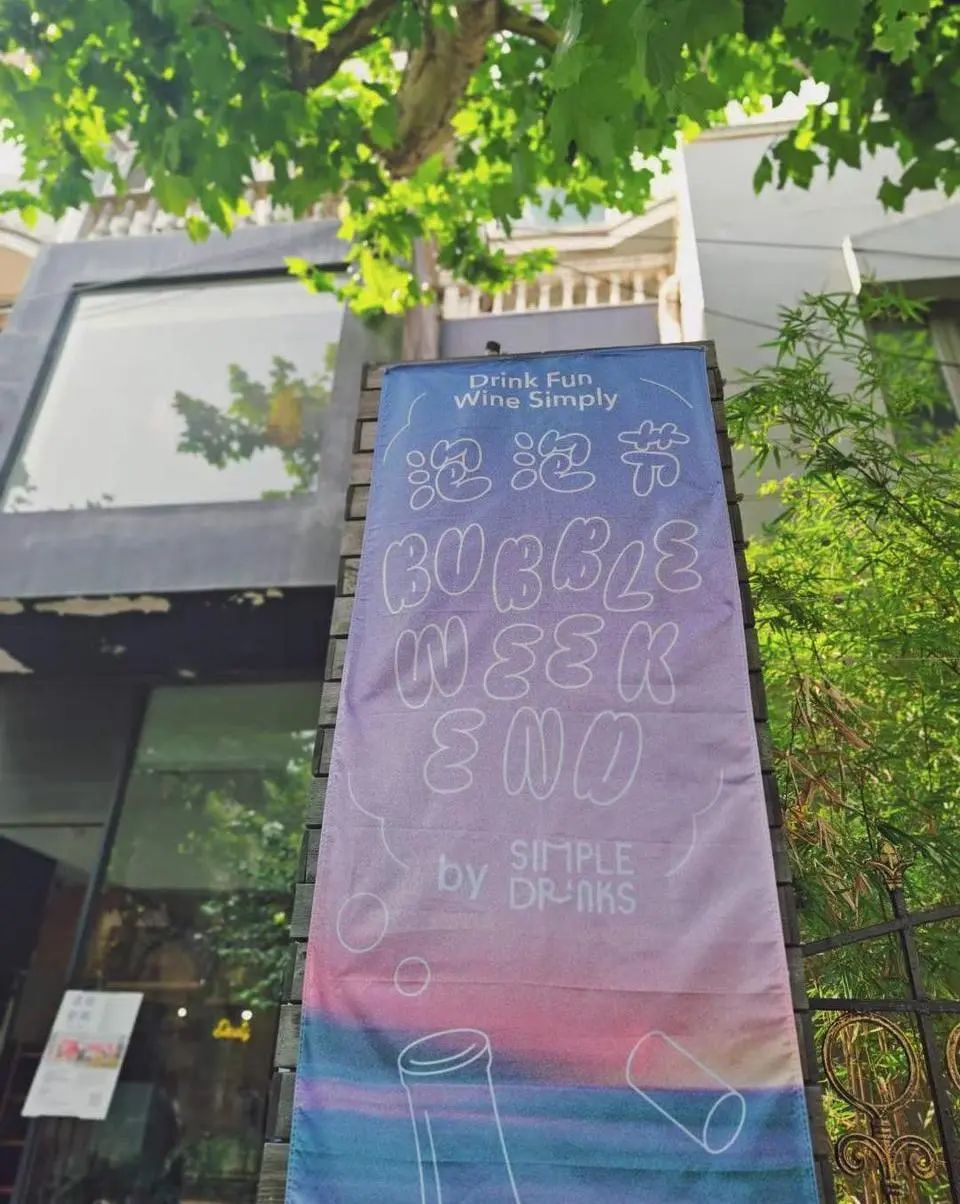 Drink Fun
Wine Simply
泡泡节
BUBBLE
WEEK
END
by SIMPLE
DRINKS